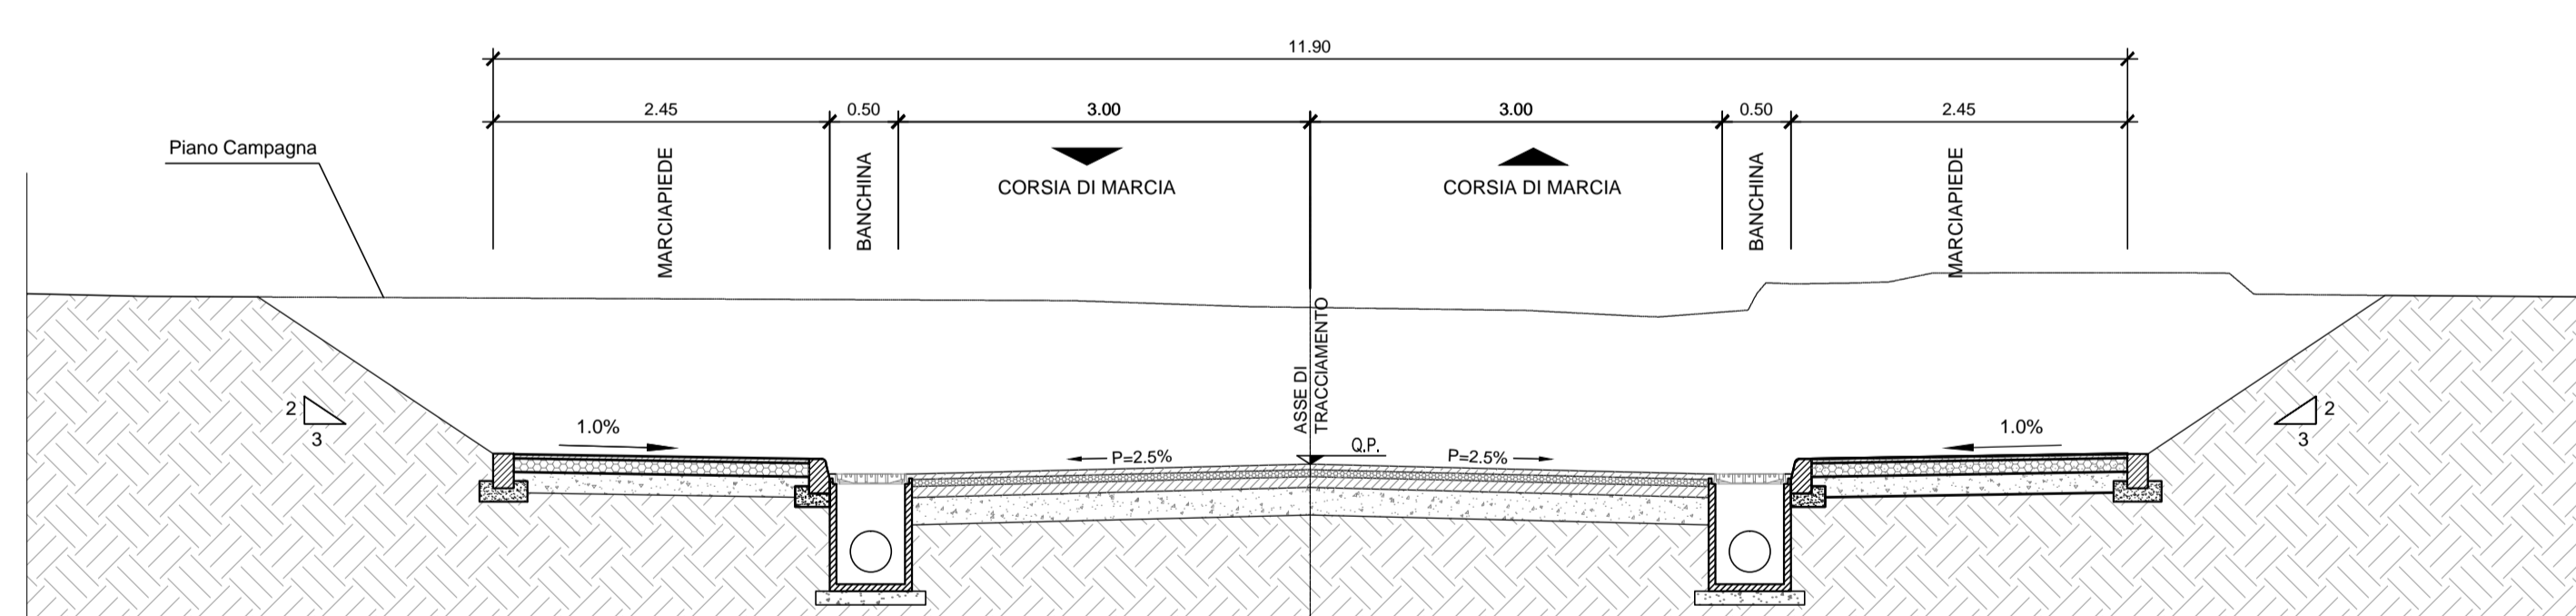 11.90
2.45
0.50
3.00
3.00
0.50
2.45
Piano Campagna
MARCIAPIEDE
BANCHINA
CORSIA DI MARCIA
CORSIA DI MARCIA
BANCHINA
MARCIAPIEDE
ASSE DI
TRACCIAMENTO
2
3
1.0%
P=2.5%
Q.P.
P=2.5%
1.0%
2
3